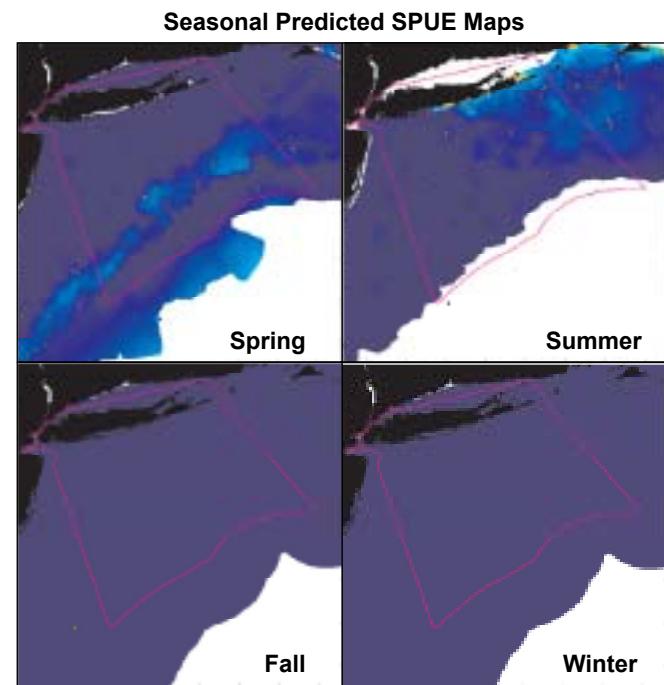 Seasonal Predicted SPUE Maps
Spring
Summer
Fall
Winter